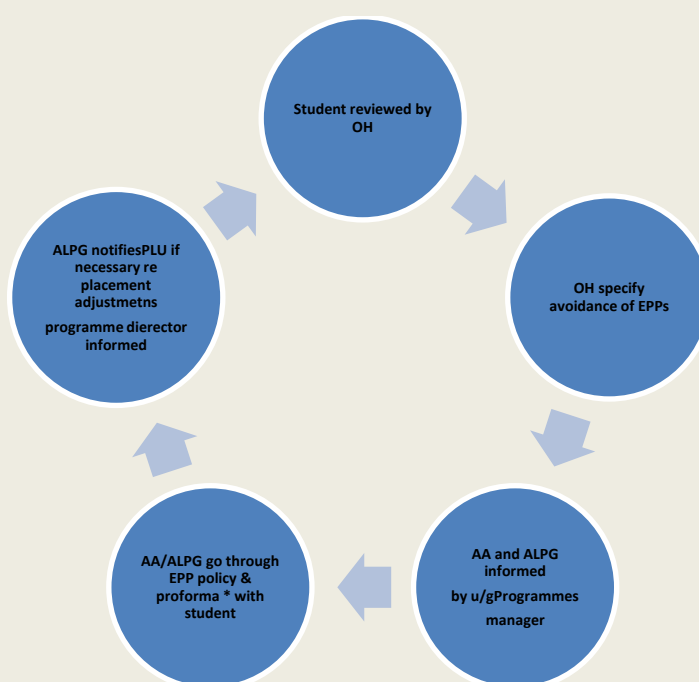 Student reviewed by
OH
OH specify
avoidance of EPPs
AA and ALPG
informed
by u/gProgrammes
manager
AA/ALPG go through
EPP policy &
proforma * with
student
ALPG notifiesPLU if
necessary re
placement
adjustmetns
programme dierector
informed